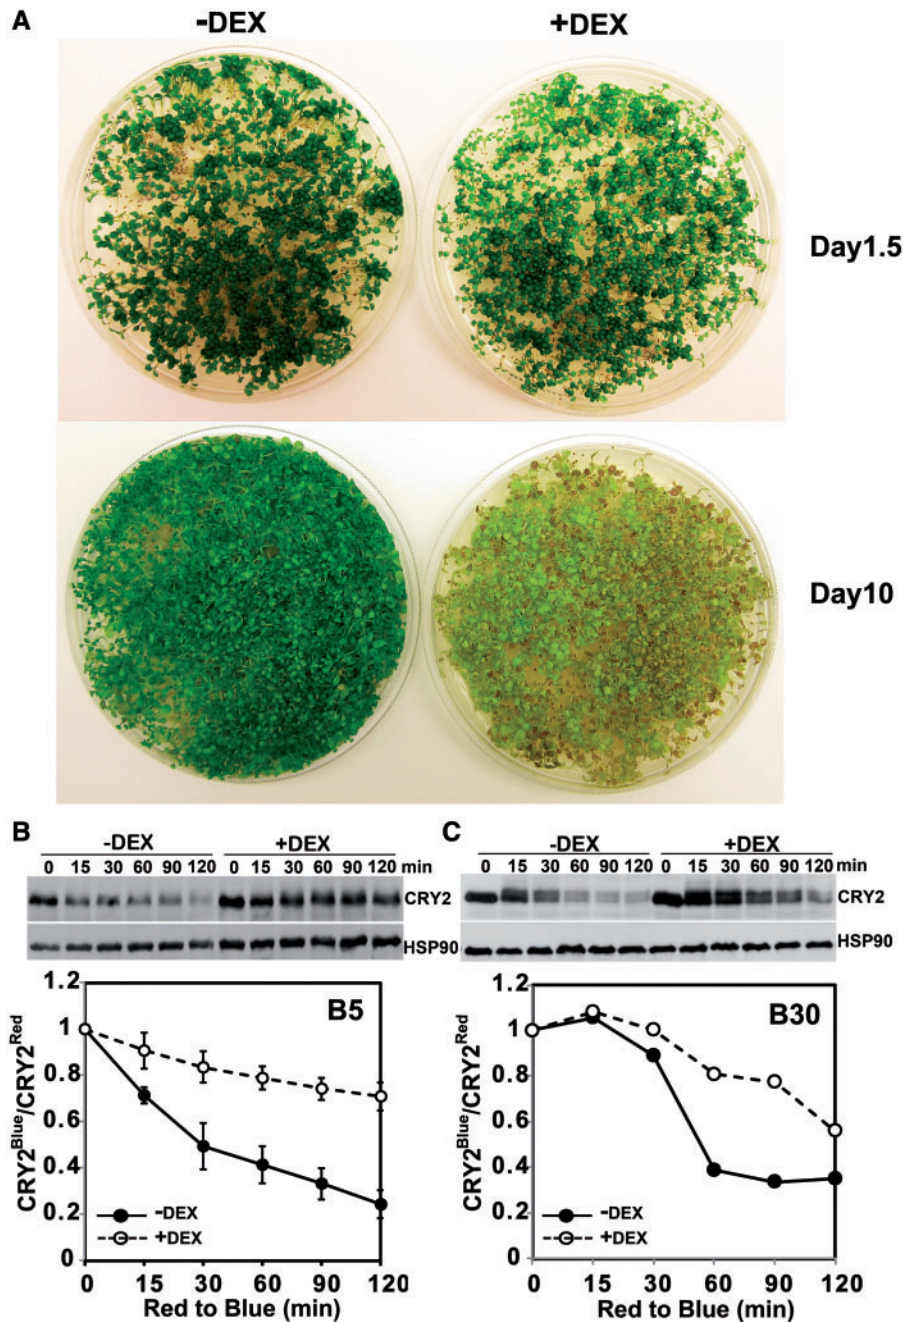 A
-DEX +DEX
Day1.5
Day10
B
-DEX +DEX
0 15 30 60 90 120 0 15 30 60 90 120 min
CRY2
HSP90
1.2
1
0.8
0.6
0.4
0.2
0
CRY2Blue/CRY2Red
B5
-DEX
+DEX
0 15 30 60 90 120
Red to Blue (min)
C
-DEX +DEX
0 15 30 60 90 120 0 15 30 60 90 120 min
CRY2
HSP90
1.2
1
0.8
0.6
0.4
0.2
0
B30
-DEX
+DEX
0 15 30 60 90 120
Red to Blue (min)